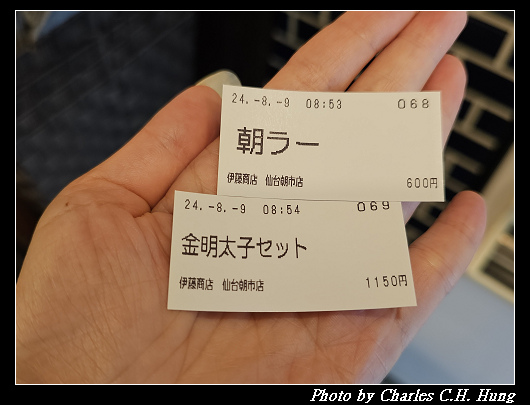 24.-8.-9 08:53 068
朝ラー
伊藤商店 仙台朝市店
600円
24.-8.-9 08:54 069
金明太子セット
伊藤商店 仙台朝市店
1150円
Photo by Charles C.H. Hung